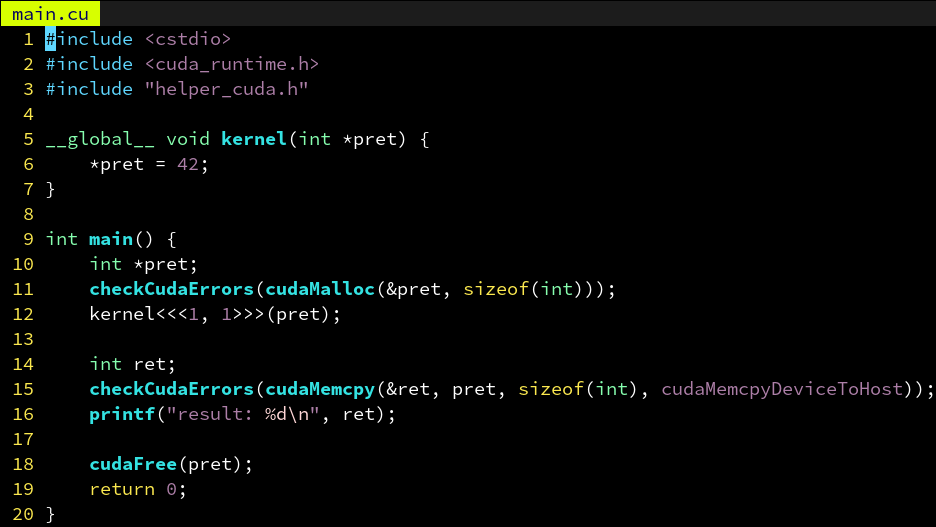 main.cu
1 #include <cstdio>
2 #include <cuda_runtime.h>
3 #include "helper_cuda.h"
4
5 __global__ void kernel(int *pret) {
6     *pret = 42;
7 }
8
9 int main() {
10     int *pret;
11     checkCudaErrors(cudaMalloc(&pret, sizeof(int)));
12     kernel<<<1, 1>>>(pret);
13
14     int ret;
15     checkCudaErrors(cudaMemcpy(&ret, pret, sizeof(int), cudaMemcpyDeviceToHost));
16     printf("result: %d\n", ret);
17
18     cudaFree(pret);
19     return 0;
20 }